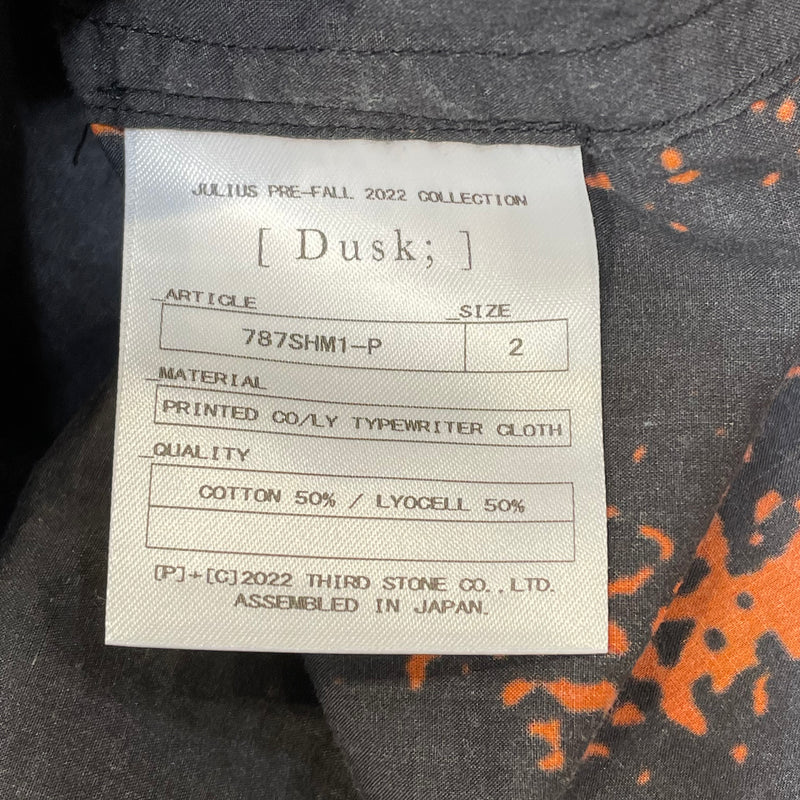 JULIUS PRE-FALL 2022 COLLECTION
[ Dusk; ]
_ARTICLE _SIZE
787SHM1-P 2
_MATERIAL
PRINTED CO/LY TYPEWRITER CLOTH
_QUALITY
COTTON 50% / LYOCELL 50%
[P]+[C]2022 THIRD STONE CO.,LTD.
ASSEMBLED IN JAPAN.